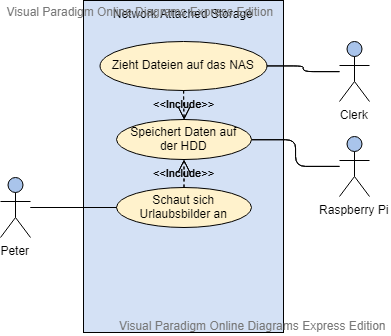 Visual Paradigm Online Diagrams Express Edition
Network Attached Storage
Zieht Dateien auf das NAS
Clerk
<<Include>>
Speichert Daten auf
der HDD
Raspberry Pi
<<Include>>
Schaut sich
Urlaubsbilder an
Peter
Visual Paradigm Online Diagrams Express Edition